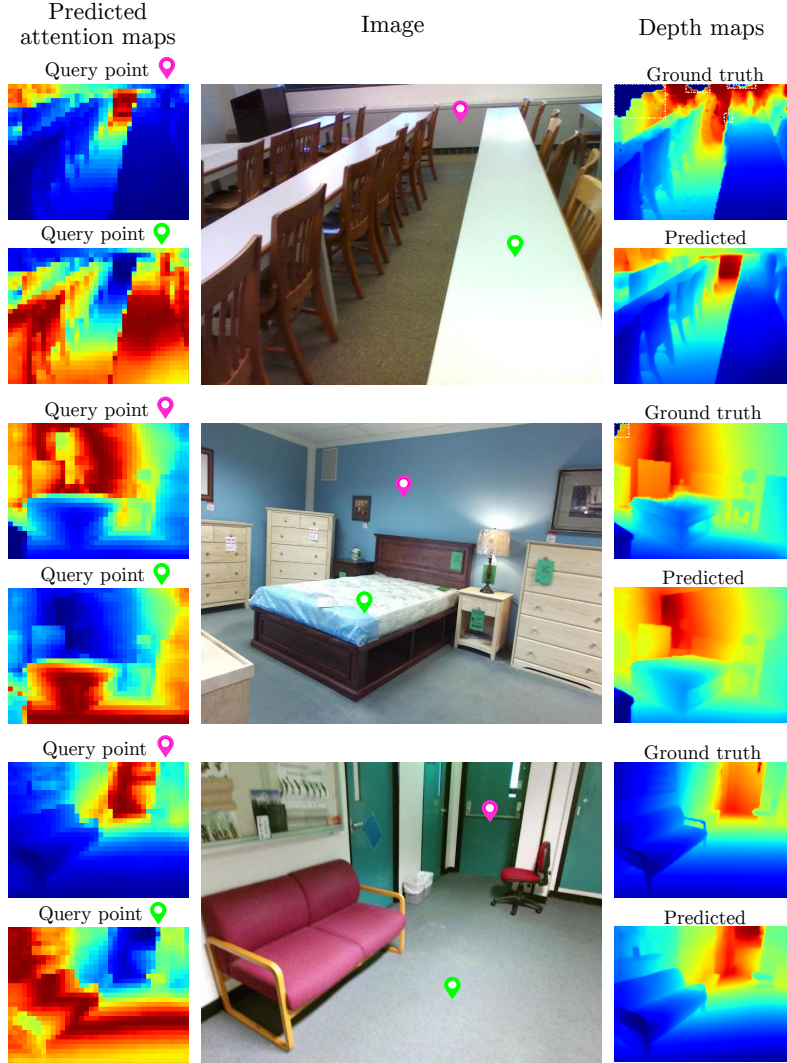 Predicted
attention maps
Image
Depth maps
Query point
Ground truth
Query point
Predicted
Query point
Ground truth
Query point
Predicted
Query point
Ground truth
Query point
Predicted